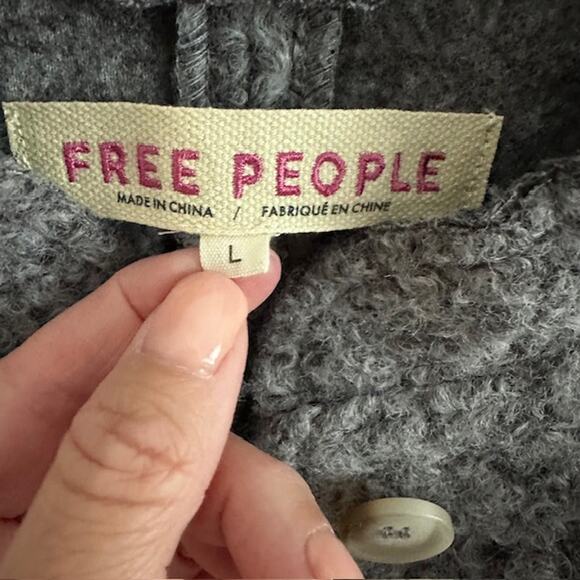 FREE PEOPLE
MADE IN CHINA / FABRIQUÉ EN CHINE
L